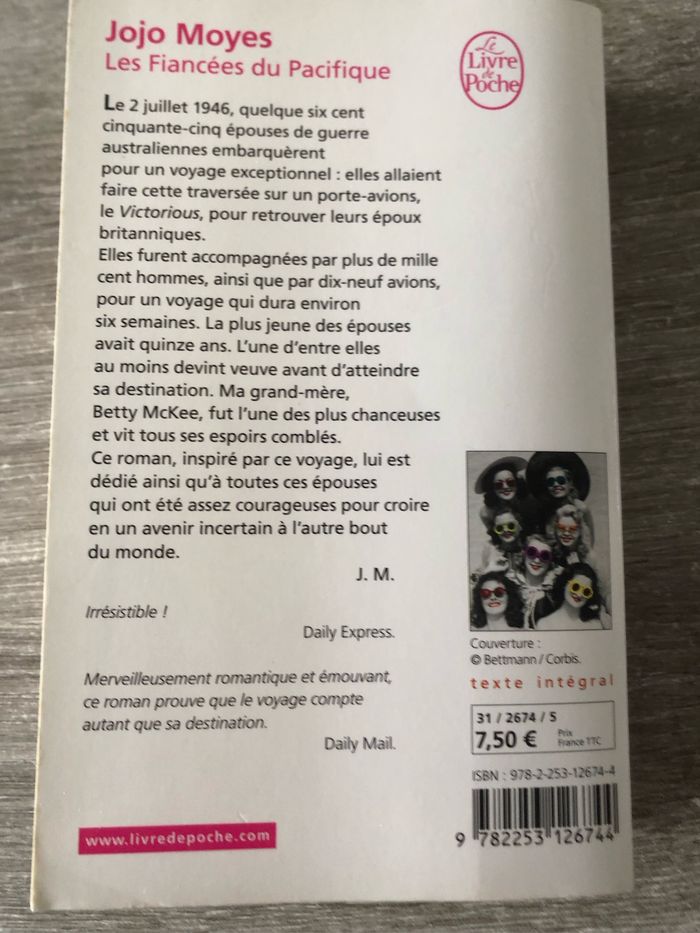 Jojo Moyes
Les Fiancées du Pacifique
Le
Livre
de
Poche
Le 2 juillet 1946, quelque six cent
cinquante-cinq épouses de guerre
australiennes embarquèrent
pour un voyage exceptionnel : elles allaient
faire cette traversée sur un porte-avions,
le Victorious, pour retrouver leurs époux
britanniques.
Elles furent accompagnées par plus de mille
cent hommes, ainsi que par dix-neuf avions,
pour un voyage qui dura environ
six semaines. La plus jeune des épouses
avait quinze ans. L'une d'entre elles
au moins devint veuve avant d'atteindre
sa destination. Ma grand-mère,
Betty McKee, fut l'une des plus chanceuses
et vit tous ses espoirs comblés.
Ce roman, inspiré par ce voyage, lui est
dédié ainsi qu'à toutes ces épouses
qui ont été assez courageuses pour croire
en un avenir incertain à l'autre bout
du monde.
J. M.
Irrésistible !
Daily Express.
Merveilleusement romantique et émouvant,
ce roman prouve que le voyage compte
autant que sa destination.
Daily Mail.
www.livredepoche.com
Couverture :
© Bettmann / Corbis.
texte intégral
31 / 2674 / 5
7,50 € Prix
France TTC
ISBN : 978-2-253-12674-4
9 782253 126744